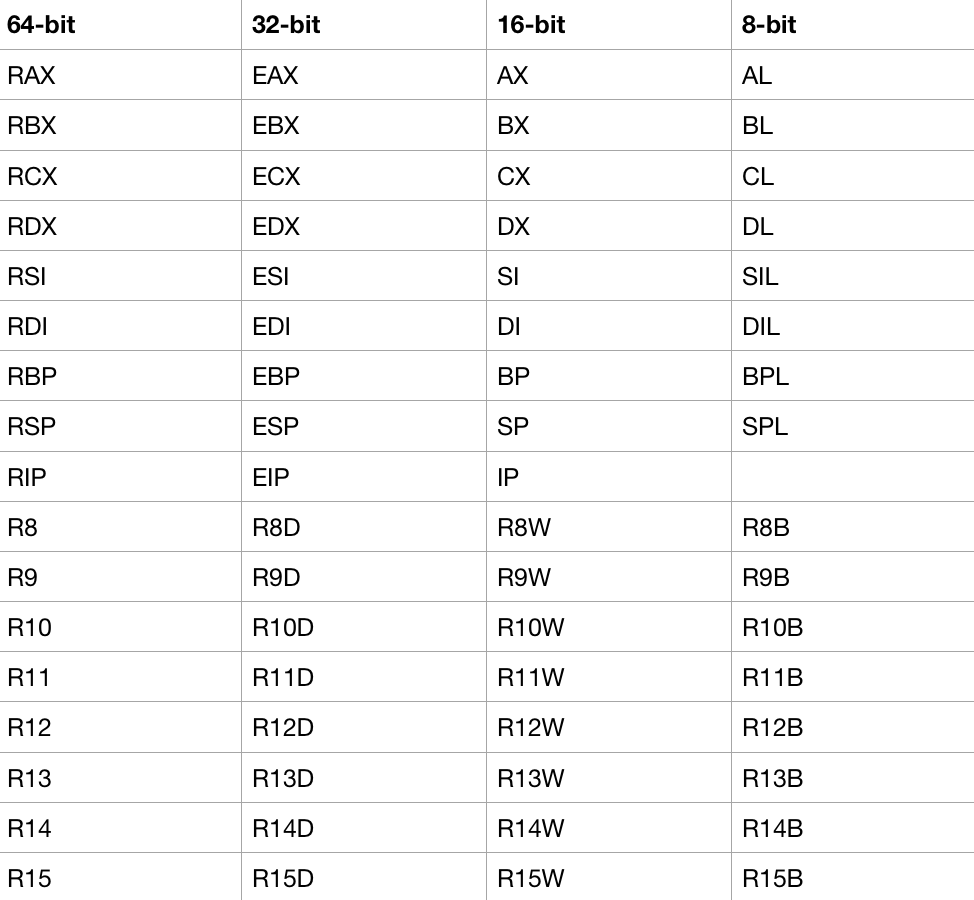 64-bit 32-bit 16-bit 8-bit
RAX EAX AX AL
RBX EBX BX BL
RCX ECX CX CL
RDX EDX DX DL
RSI ESI SI SIL
RDI EDI DI DIL
RBP EBP BP BPL
RSP ESP SP SPL
RIP EIP IP
R8 R8D R8W R8B
R9 R9D R9W R9B
R10 R10D R10W R10B
R11 R11D R11W R11B
R12 R12D R12W R12B
R13 R13D R13W R13B
R14 R14D R14W R14B
R15 R15D R15W R15B